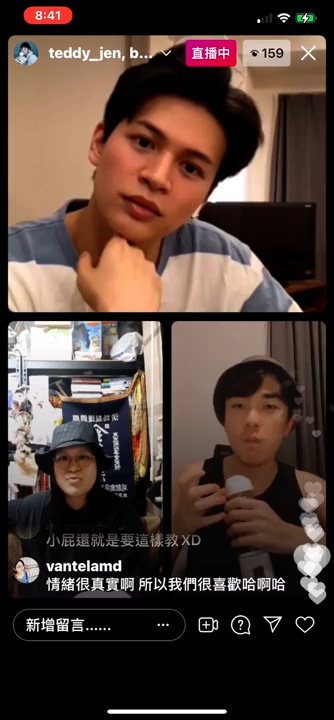 8:41
teddy_jen, b...
直播中
159
小屁還就是要這樣教XD
vantelamd
情緒很真實啊 所以我們很喜歡哈啊哈
新增留言......